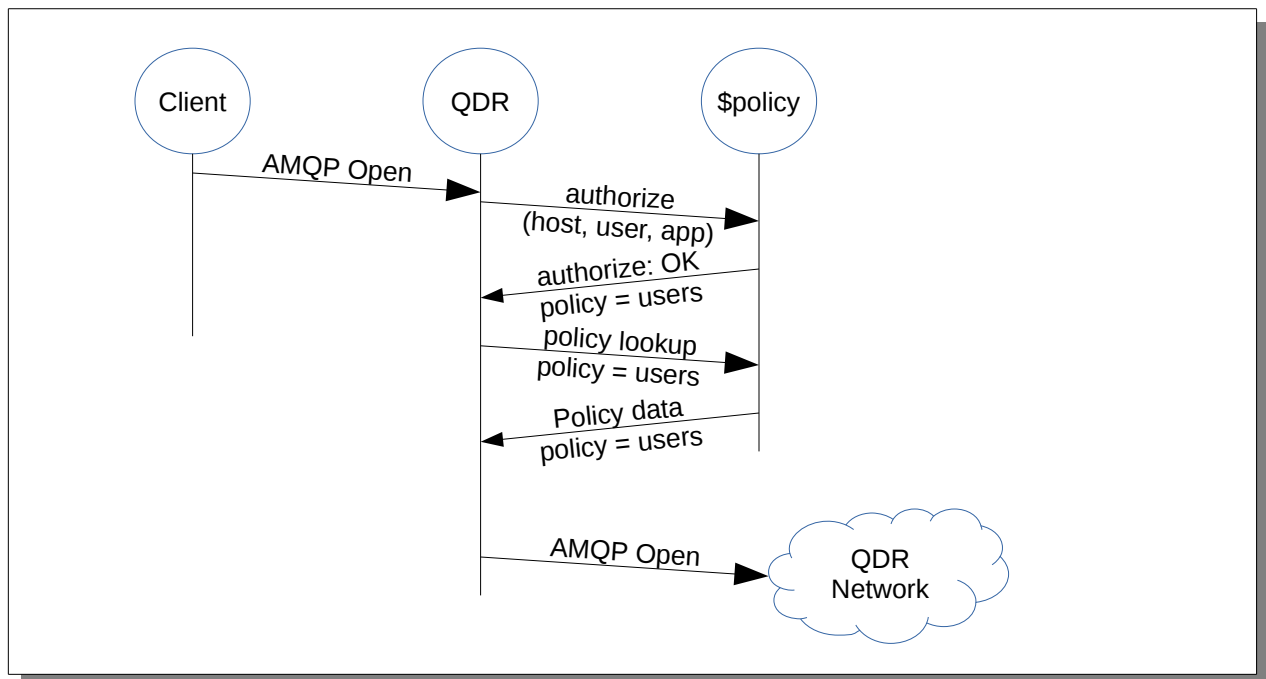 Client
QDR
$policy
AMQP Open
authorize
(host, user, app)
authorize: OK
policy = users
policy lookup
policy = users
Policy data
policy = users
AMQP Open
QDR
Network